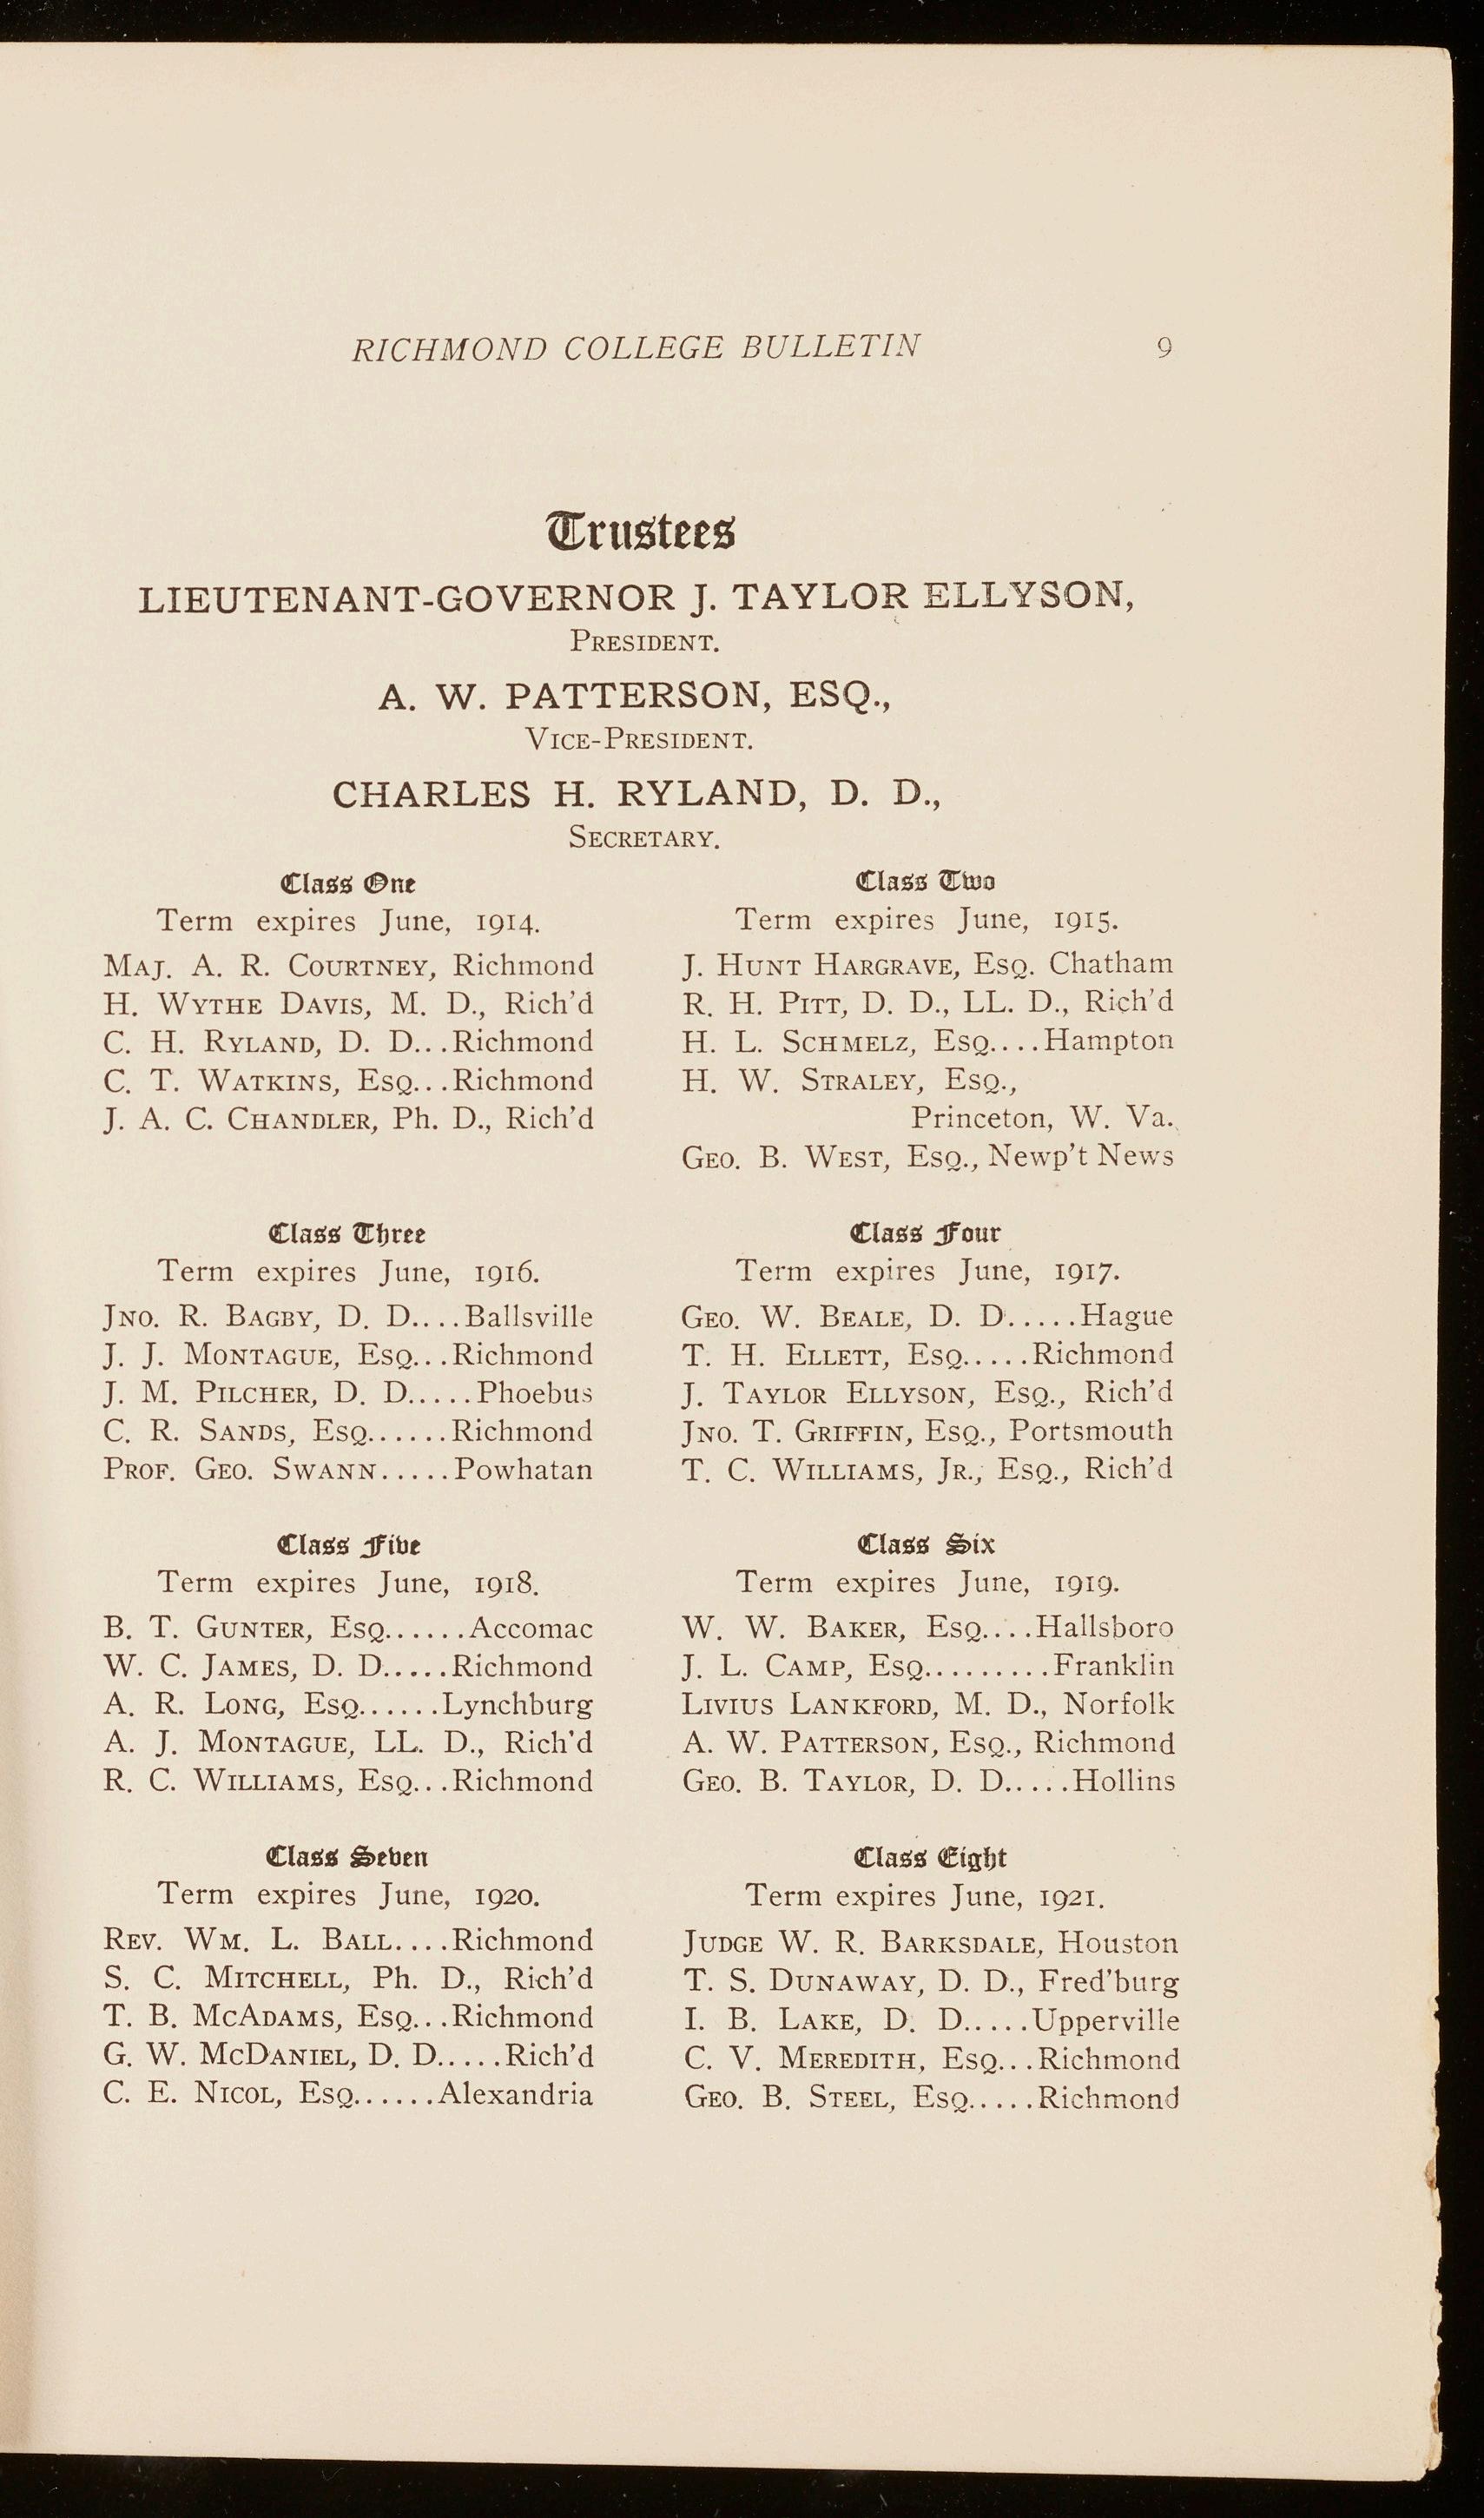 RICHMOND COLLEGE BULLETIN 9
Trustees
LIEUTENANT-GOVERNOR J. TAYLOR ELLYSON,
PRESIDENT.
A. W. PATTERSON, ESQ.,
VICE-PRESIDENT.
CHARLES H. RYLAND, D. D.,
SECRETARY.
Class One
Term expires June, 1914.
MAJ. A. R. COURTNEY, Richmond
H. WYTHE DAVIS, M. D., Rich'd
C. H. RYLAND, D. D...Richmond
C. T. WATKINS, ESQ...Richmond
J. A. C. CHANDLER, Ph. D., Rich'd
Class Two
Term expires June, 1915.
J. HUNT HARGRAVE, ESQ. Chatham
R. H. PITT, D. D., LL. D., Rich'd
H. L. SCHMELZ, ESQ....Hampton
H. W. STRALEY, ESQ.,
Princeton, W. Va.
GEO. B. WEST, ESQ., Newp't News
Class Three
Term expires June, 1916.
JNO. R. BAGBY, D. D....Ballsville
J. J. MONTAGUE, ESQ...Richmond
J. M. PILCHER, D. D.....Phoebus
C. R. SANDS, ESQ......Richmond
PROF. GEO. SWANN.....Powhatan
Class Four
Term expires June, 1917.
GEO. W. BEALE, D. D.....Hague
T. H. ELLETT, ESQ.....Richmond
J. TAYLOR ELLYSON, ESQ., Rich'd
JNO. T. GRIFFIN, ESQ., Portsmouth
T. C. WILLIAMS, JR., ESQ., Rich'd
Class Five
Term expires June, 1918.
B. T. GUNTER, ESQ......Accomac
W. C. JAMES, D. D.....Richmond
A. R. LONG, ESQ......Lynchburg
A. J. MONTAGUE, LL. D., Rich'd
R. C. WILLIAMS, ESQ...Richmond
Class Six
Term expires June, 1919.
W. W. BAKER, ESQ....Hallsboro
J. L. CAMP, ESQ.........Franklin
LIVIUS LANKFORD, M. D., Norfolk
A. W. PATTERSON, ESQ., Richmond
GEO. B. TAYLOR, D. D.....Hollins
Class Seven
Term expires June, 1920.
REV. WM. L. BALL....Richmond
S. C. MITCHELL, Ph. D., Rich'd
T. B. MCADAMS, ESQ...Richmond
G. W. MCDANIEL, D. D.....Rich'd
C. E. NICOL, ESQ......Alexandria
Class Eight
Term expires June, 1921.
JUDGE W. R. BARKSDALE, Houston
T. S. DUNAWAY, D. D., Fred'burg
I. B. LAKE, D. D.....Upperville
C. V. MEREDITH, ESQ...Richmond
GEO. B. STEEL, ESQ.....Richmond